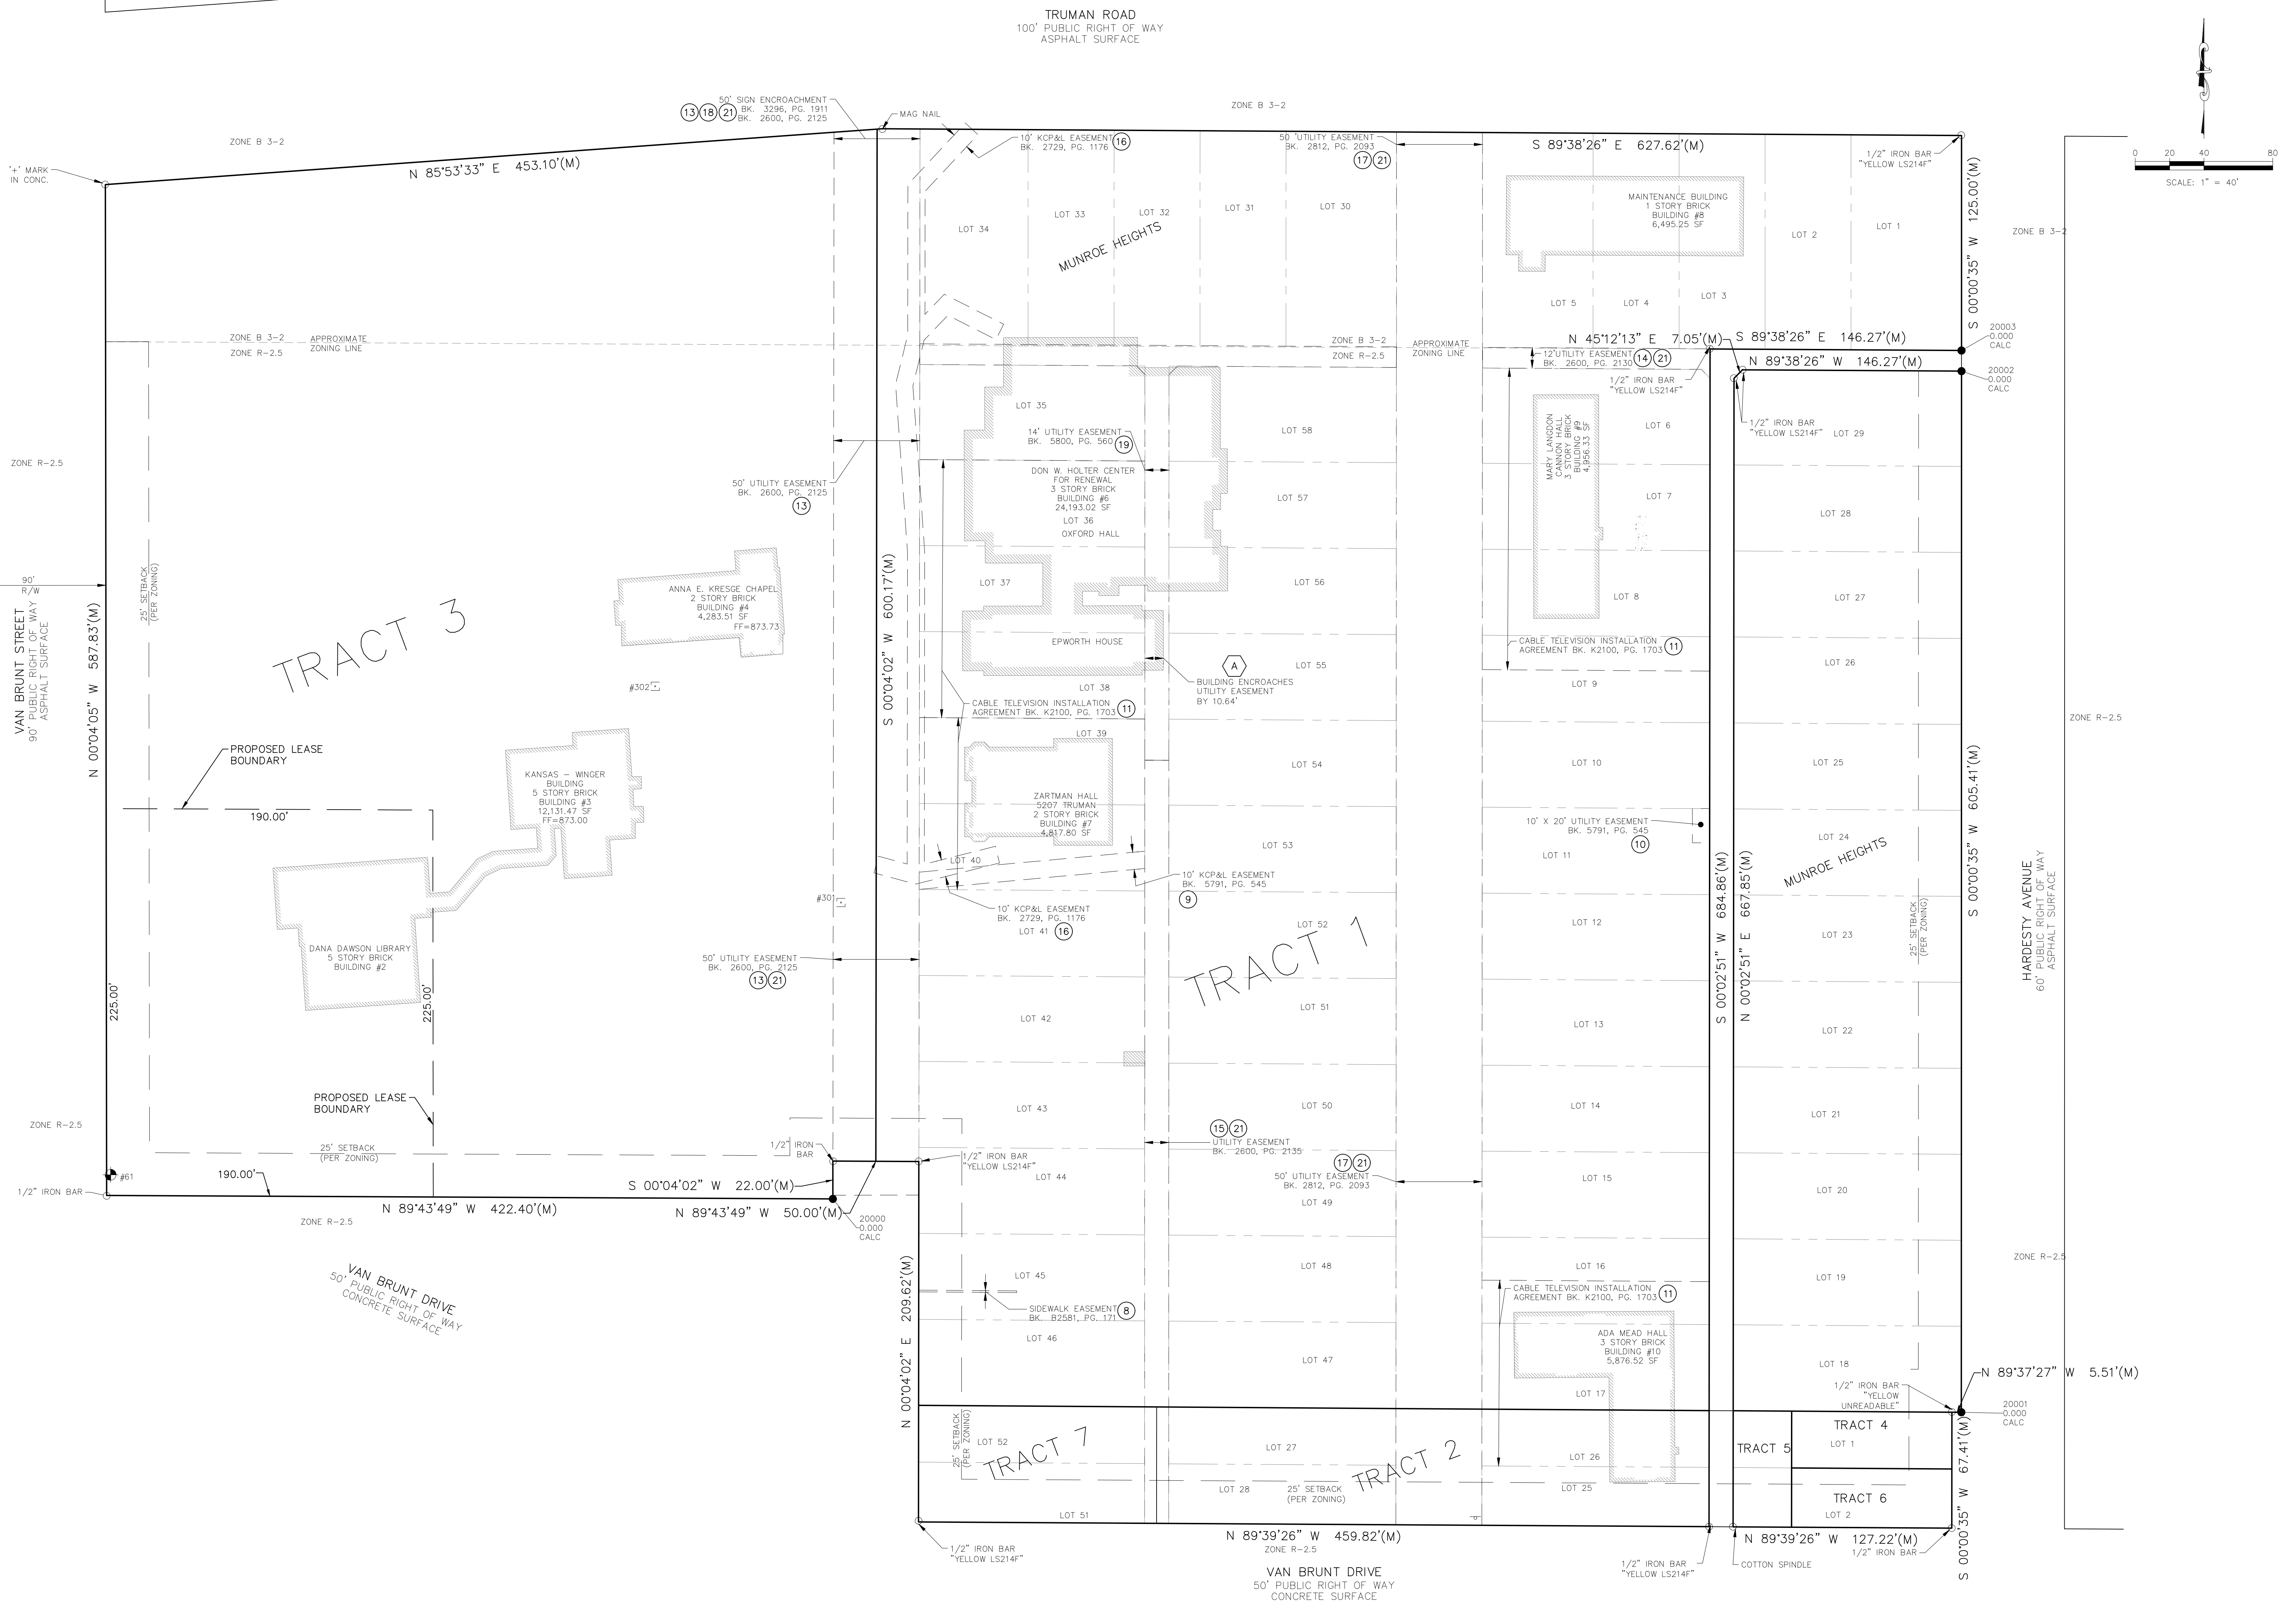 TRUMAN ROAD
100' PUBLIC RIGHT OF WAY
ASPHALT SURFACE
0 20 40 80
SCALE: 1" = 40'
50' SIGN ENCROACHMENT
13 18 21 BK. 3296, PG. 1911
BK. 2600, PG. 2125
MAG NAIL
ZONE B 3-2
ZONE B 3-2
10' KCP&L EASEMENT
BK. 2729, PG. 1176
16
50 'UTILITY EASEMENT
BK. 2812, PG. 2093
17 21
S 89°38'26" E 627.62'(M)
1/2" IRON BAR
"YELLOW LS214F"
'+' MARK
IN CONC.
N 85°53'33" E 453.10'(M)
S 00°00'35" W 125.00'(M)
MAINTENANCE BUILDING
1 STORY BRICK
BUILDING #8
6,495.25 SF
LOT 34
LOT 33
LOT 32
LOT 31
LOT 30
LOT 2
LOT 1
ZONE B 3-2
MUNROE HEIGHTS
LOT 5
LOT 4
LOT 3
ZONE B 3-2
ZONE R-2.5
APPROXIMATE
ZONING LINE
ZONE B 3-2
ZONE R-2.5
APPROXIMATE
ZONING LINE
N 45°12'13" E 7.05'(M)
S 89°38'26" E 146.27'(M)
20003
0.000
CALC
12'UTILITY EASEMENT
BK. 2600, PG. 2130
14 21
N 89°38'26" W 146.27'(M)
20002
0.000
CALC
1/2" IRON BAR
"YELLOW LS214F"
1/2" IRON BAR
"YELLOW LS214F"
LOT 29
LOT 35
14' UTILITY EASEMENT
BK. 5800, PG. 560
19
LOT 58
MARY LANGDON
CANNON HALL
3 STORY BRICK
BUILDING #9
4,956.33 SF
LOT 6
ZONE R-2.5
50' UTILITY EASEMENT
BK. 2600, PG. 2125
13
DON W. HOLTER CENTER
FOR RENEWAL
3 STORY BRICK
BUILDING #6
24,193.02 SF
LOT 36
OXFORD HALL
LOT 57
LOT 7
LOT 28
90'
R/W
VAN BRUNT STREET
90' PUBLIC RIGHT OF WAY
ASPHALT SURFACE
N 00°04'05" W 587.83'(M)
25' SETBACK
(PER ZONING)
TRACT 3
ANNA E. KRESGE CHAPEL
2 STORY BRICK
BUILDING #4
4,283.51 SF
FF=873.73
#302
S 00°04'02" W 600.17'(M)
LOT 37
LOT 56
LOT 8
LOT 27
EPWORTH HOUSE
LOT 55
A
BUILDING ENCROACHES
UTILITY EASEMENT
BY 10.64'
CABLE TELEVISION INSTALLATION
AGREEMENT BK. K2100, PG. 1703
11
LOT 26
LOT 9
LOT 38
CABLE TELEVISION INSTALLATION
AGREEMENT BK. K2100, PG. 1703
11
LOT 39
ZONE R-2.5
PROPOSED LEASE
BOUNDARY
190.00'
KANSAS - WINGER
BUILDING
5 STORY BRICK
BUILDING #3
12,131.47 SF
FF=873.00
LOT 54
LOT 10
LOT 25
ZARTMAN HALL
5207 TRUMAN
2 STORY BRICK
BUILDING #7
4,817.80 SF
S 00°00'35" W 605.41'(M)
10' X 20' UTILITY EASEMENT
BK. 5791, PG. 545
10
LOT 24
LOT 53
LOT 11
LOT 40
MUNROE HEIGHTS
10' KCP&L EASEMENT
BK. 5791, PG. 545
9
#301
10' KCP&L EASEMENT
BK. 2729, PG. 1176
LOT 41
16
LOT 52
LOT 12
LOT 23
S 00°02'51" W 684.86'(M)
N 00°02'51" E 667.85'(M)
25' SETBACK
(PER ZONING)
HARDESTY AVENUE
60' PUBLIC RIGHT OF WAY
ASPHALT SURFACE
DANA DAWSON LIBRARY
5 STORY BRICK
BUILDING #2
50' UTILITY EASEMENT
BK. 2600, PG. 2125
13 21
TRACT 1
225.00'
225.00'
LOT 42
LOT 51
LOT 13
LOT 22
PROPOSED LEASE
BOUNDARY
LOT 43
LOT 50
LOT 14
LOT 21
ZONE R-2.5
25' SETBACK
(PER ZONING)
1/2" IRON
BAR
15 21
UTILITY EASEMENT
BK. 2600, PG. 2135
1/2" IRON BAR
"YELLOW LS214F"
LOT 44
17 21
50' UTILITY EASEMENT
BK. 2812, PG. 2093
LOT 15
LOT 20
#61
190.00'
1/2" IRON BAR
S 00°04'02" W 22.00'(M)
LOT 49
N 89°43'49" W 422.40'(M)
N 89°43'49" W 50.00'(M)
20000
0.000
CALC
ZONE R-2.5
VAN BRUNT DRIVE
50' PUBLIC RIGHT OF WAY
CONCRETE SURFACE
N 00°04'02" E 209.62'(M)
LOT 45
LOT 48
LOT 16
LOT 19
ZONE R-2.5
SIDEWALK EASEMENT
BK. B2581, PG. 171
8
CABLE TELEVISION INSTALLATION
AGREEMENT BK. K2100, PG. 1703
11
LOT 46
LOT 47
ADA MEAD HALL
3 STORY BRICK
BUILDING #10
5,876.52 SF
LOT 17
LOT 18
N 89°37'27" W 5.51'(M)
1/2" IRON BAR
"YELLOW
UNREADABLE"
20001
0.000
CALC
25' SETBACK
(PER ZONING)
LOT 52
TRACT 7
LOT 27
TRACT 2
LOT 26
TRACT 5
TRACT 4
LOT 1
S 00°00'35" W 67.41'(M)
LOT 28
25' SETBACK
(PER ZONING)
LOT 25
TRACT 6
LOT 2
LOT 51
N 89°39'26" W 459.82'(M)
ZONE R-2.5
N 89°39'26" W 127.22'(M)
1/2" IRON BAR
1/2" IRON BAR
"YELLOW LS214F"
1/2" IRON BAR
"YELLOW LS214F"
COTTON SPINDLE
VAN BRUNT DRIVE
50' PUBLIC RIGHT OF WAY
CONCRETE SURFACE